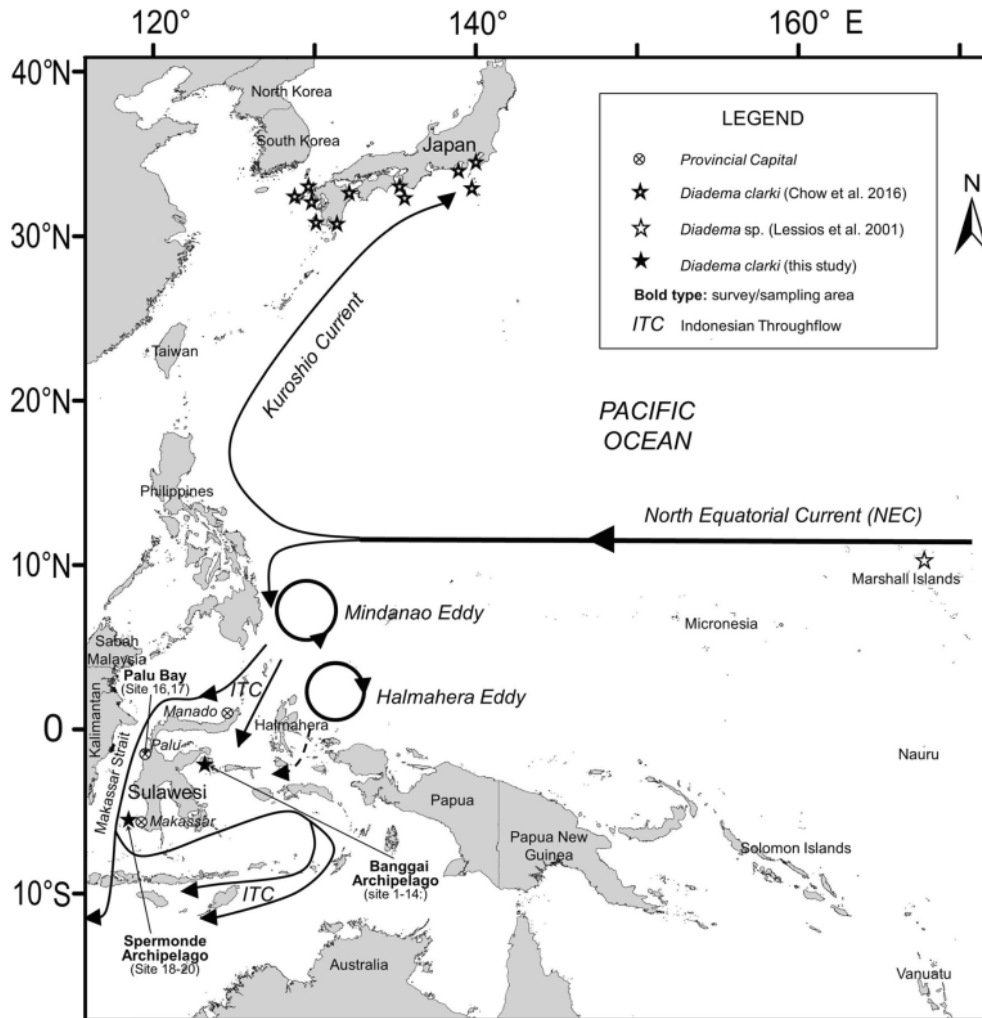 120°
140°
160° E
40°N
30°N
20°N
10°N
0
10°S
North Korea
South Korea
Japan
LEGEND
Provincial Capital
Diadema clarki (Chow et al. 2016)
Diadema sp. (Lessios et al. 2001)
Diadema clarki (this study)
Bold type: survey/sampling area
ITC Indonesian Throughflow
N
Kuroshio Current
Taiwan
PACIFIC
OCEAN
Philippines
North Equatorial Current (NEC)
Marshall Islands
Mindanao Eddy
Micronesia
Sabah
Malaysia
Palu Bay
(Site 16,17)
ITC
Halmahera Eddy
Manado
Halmahera
Kalimantan
Makassar Strait
Palu
Nauru
Sulawesi
Makassar
Papua
Papua New
Guinea
Solomon Islands
Banggai
Archipelago
(site 1-14:)
ITC
Spermonde
Archipelago
(Site 18-20)
Australia
Vanuatu